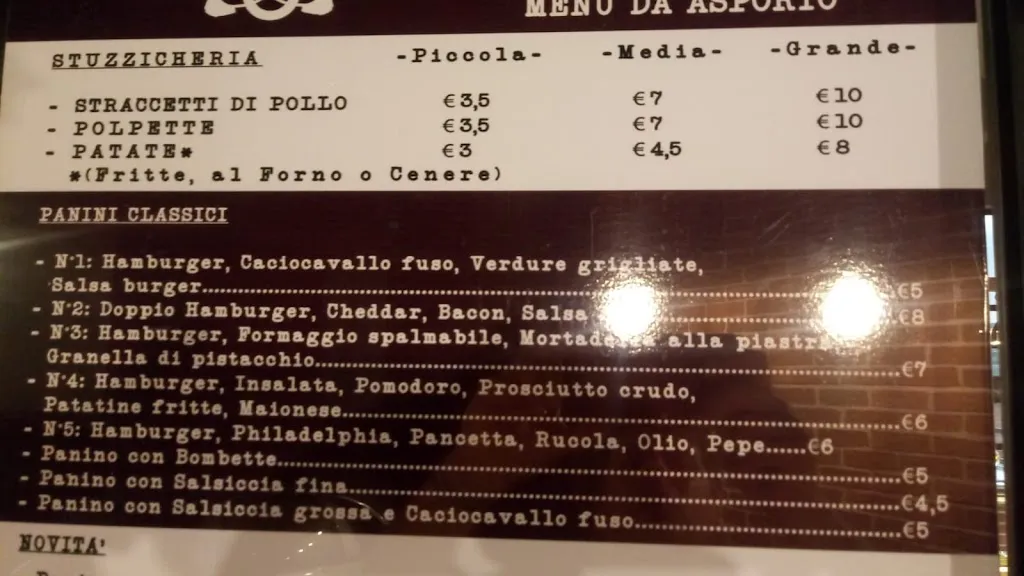 MENU DA ASPORTO
STUZZICHERIA -Piccola- -Media- -Grande-
- STRACCETTI DI POLLO €3,5 €7 €10
- POLPETTE €3,5 €7 €10
- PATATE* €3 €4,5 €8
*(Fritte, al Forno o Cenere)
PANINI CLASSICI
- N°1: Hamburger, Caciocavallo fuso, Verdure grigliate,
Salsa burger................€5
- N°2: Doppio Hamburger, Cheddar, Bacon, Salsa ................€8
- N°3: Hamburger, Formaggio spalmabile, alla piastra,
Granella di pistacchio................€7
- N°4: Hamburger, Insalata, Pomodoro, Prosciutto crudo,
Patatine fritte, Maionese................€6
- N°5: Hamburger, Philadelphia, Pancetta, Rucola, Olio, Pepe......€6
- Panino con Bombette................€5
- Panino con Salsiccia fina................€4,5
- Panino con Salsiccia grossa e Caciocavallo fuso................€5
NOVITA'